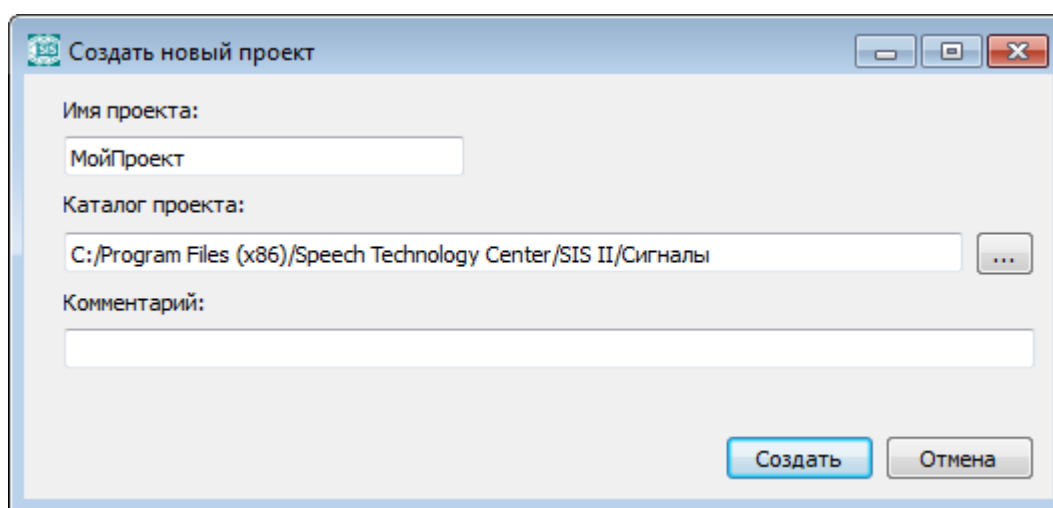 Создать новый проект
Имя проекта:
МойПроект
Каталог проекта:
C:/Program Files (x86)/Speech Technology Center/SIS II/Сигналы
...
Комментарий:
Создать Отмена